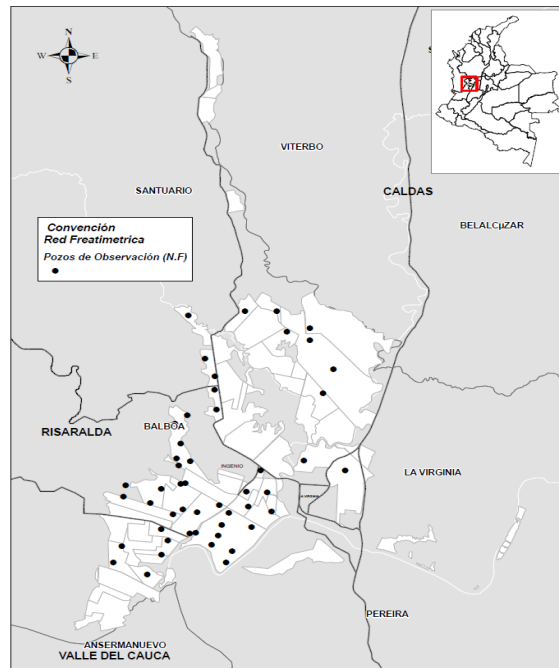 N
W E
S
VITERBO
SANTUARIO
CALDAS
BELALCµZAR
Convención
Red Freatimetrica
Pozos de Observación (N.F)
RISARALDA
BALBOA
INGENIO
LA VIRGINIA
PEREIRA
ANSERMANUEVO
VALLE DEL CAUCA